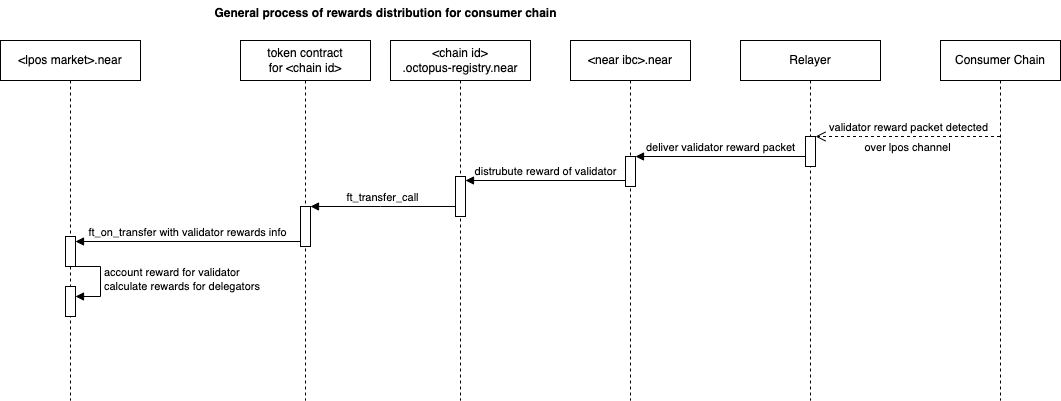 General process of rewards distribution for consumer chain
<lpos market>.near
token contract
for <chain id>
<chain id>
.octopus-registry.near
<near ibc>.near
Relayer
Consumer Chain
validator reward packet detected
over lpos channel
deliver validator reward packet
distrubute reward of validator
ft_transfer_call
ft_on_transfer with validator rewards info
account reward for validator
calculate rewards for delegators